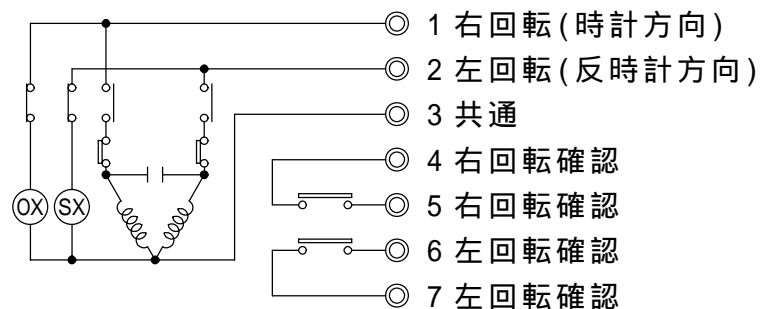 1 右回転(時計方向)
2 左回転(反時計方向)
3 共通
4 右回転確認
5 右回転確認
OX SX
6 左回転確認
7 左回転確認